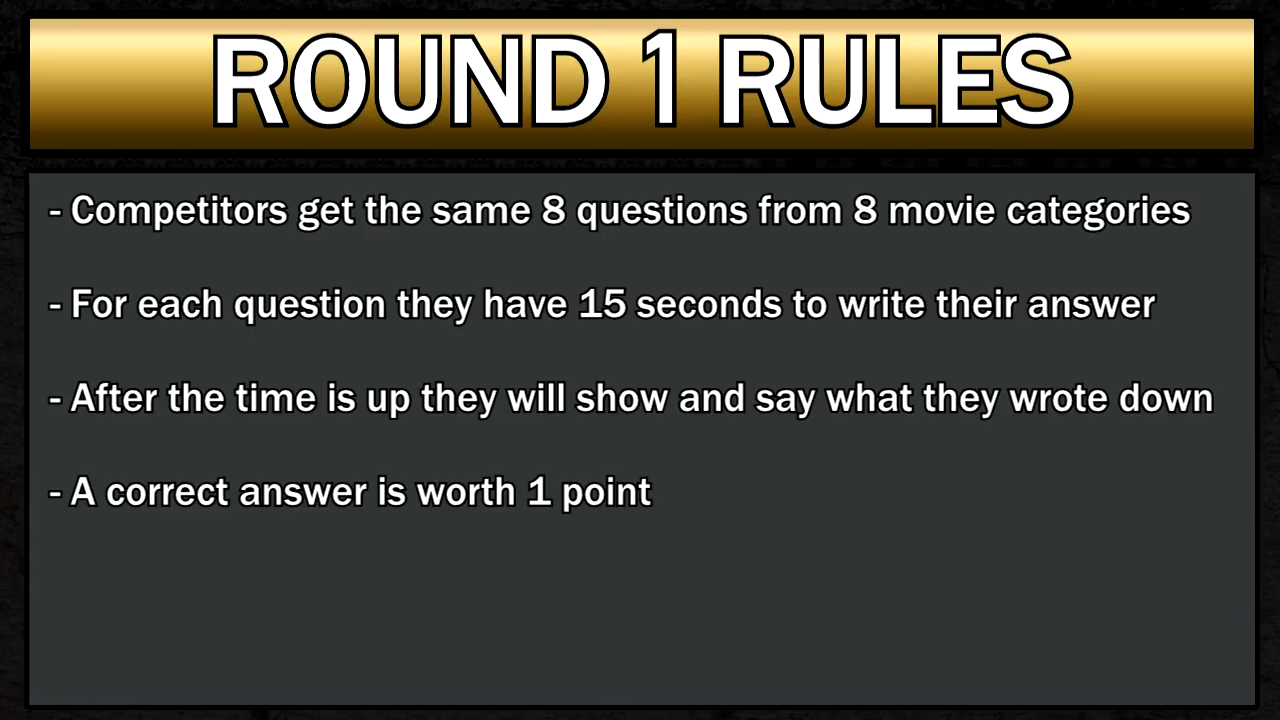 ROUND 1 RULES
- Competitors get the same 8 questions from 8 movie categories
- For each question they have 15 seconds to write their answer
- After the time is up they will show and say what they wrote down
- A correct answer is worth 1 point